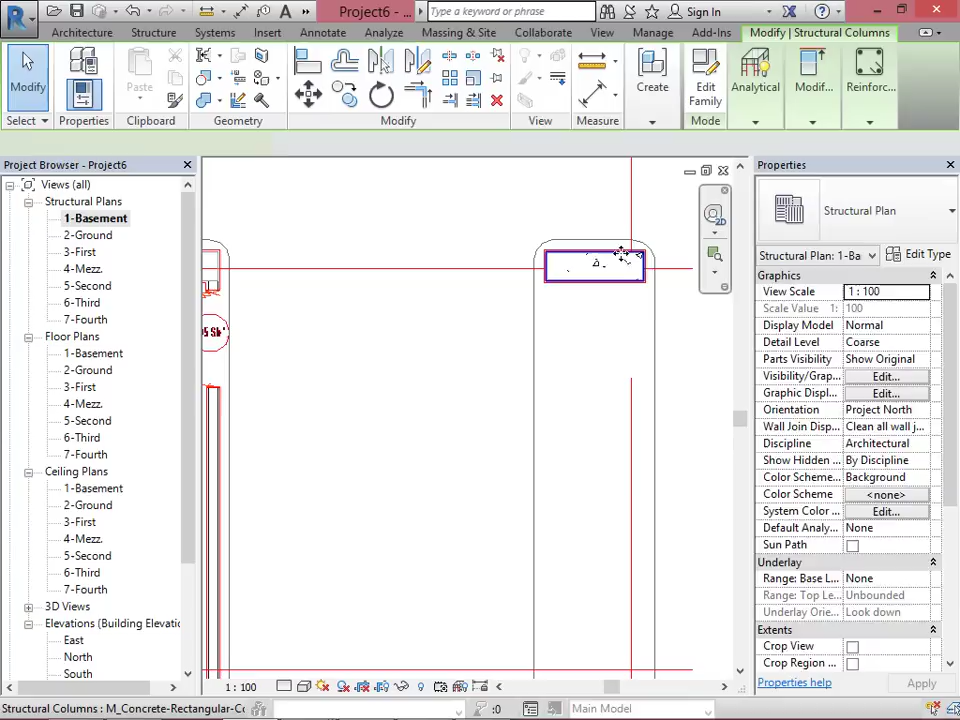 Project6 - ...
Type a keyword or phrase
Sign In
Architecture
Structure
Systems
Insert
Annotate
Analyze
Massing & Site
Collaborate
View
Manage
Add-Ins
Modify | Structural Columns
Modify
Paste
Create
Edit
Family
Analytical
Modif...
Reinforc...
Select
Properties
Clipboard
Geometry
Modify
View
Measure
Mode
Project Browser - Project6
Views (all)
Structural Plans
1-Basement
2-Ground
3-First
4-Mezz.
5-Second
6-Third
7-Fourth
Floor Plans
1-Basement
2-Ground
3-First
4-Mezz.
5-Second
6-Third
7-Fourth
Ceiling Plans
1-Basement
2-Ground
3-First
4-Mezz.
5-Second
6-Third
7-Fourth
3D Views
Elevations (Building Elevatio
East
North
South
2D
Properties
Structural Plan
Structural Plan: 1-Ba
Edit Type
Graphics
View Scale 1 : 100
Scale Value 1: 100
Display Model Normal
Detail Level Coarse
Parts Visibility Show Original
Visibility/Grap... Edit...
Graphic Displ... Edit...
Orientation Project North
Wall Join Disp... Clean all wall j...
Discipline Architectural
Show Hidden ... By Discipline
Color Scheme... Background
Color Scheme <none>
System Color ... Edit...
Default Analy... None
Sun Path
Underlay
Range: Base L... None
Range: Top Le... Unbounded
Underlay Orie... Look down
Extents
Crop View
Crop Region ...
Properties help
Apply
1 : 100
Structural Columns : M_Concrete-Rectangular-Co
:0
Main Model